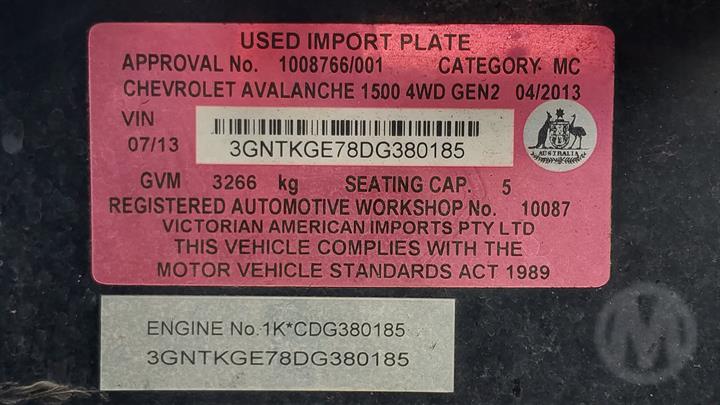 USED IMPORT PLATE
APPROVAL No. 1008766/001 CATEGORY MC
CHEVROLET AVALANCHE 1500 4WD GEN2 04/2013
VIN
07/13
3GNTKGE78DG380185
AUSTRALIA
GVM 3266 kg SEATING CAP. 5
REGISTERED AUTOMOTIVE WORKSHOP No. 10087
VICTORIAN AMERICAN IMPORTS PTY LTD
THIS VEHICLE COMPLIES WITH THE
MOTOR VEHICLE STANDARDS ACT 1989
ENGINE No.1K*CDG380185
3GNTKGE78DG380185
M